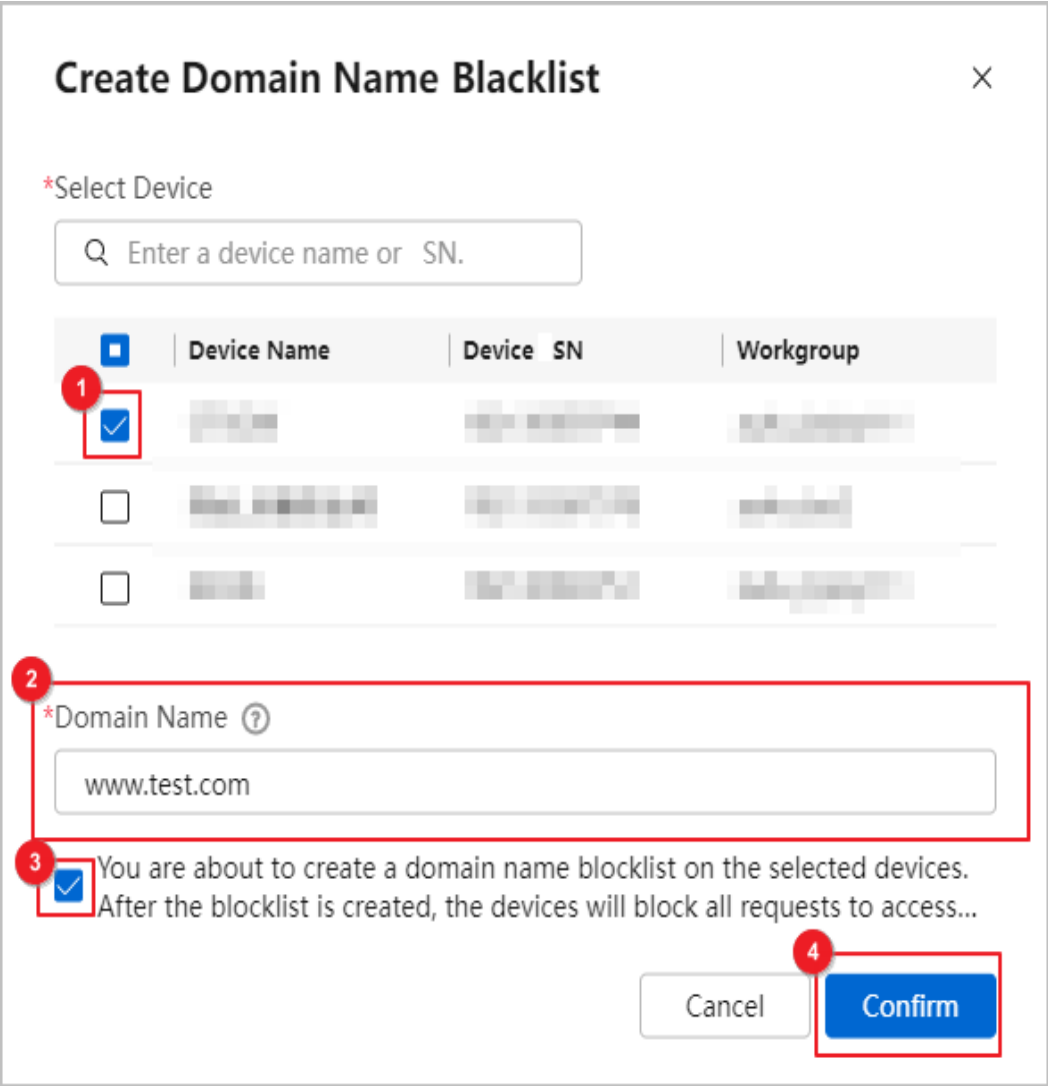 Create Domain Name Blacklist
*Select Device
Enter a device name or SN.
Device Name Device SN Workgroup
1
2
*Domain Name ?
www.test.com
3
You are about to create a domain name blocklist on the selected devices.
After the blocklist is created, the devices will block all requests to access...
4
Cancel Confirm